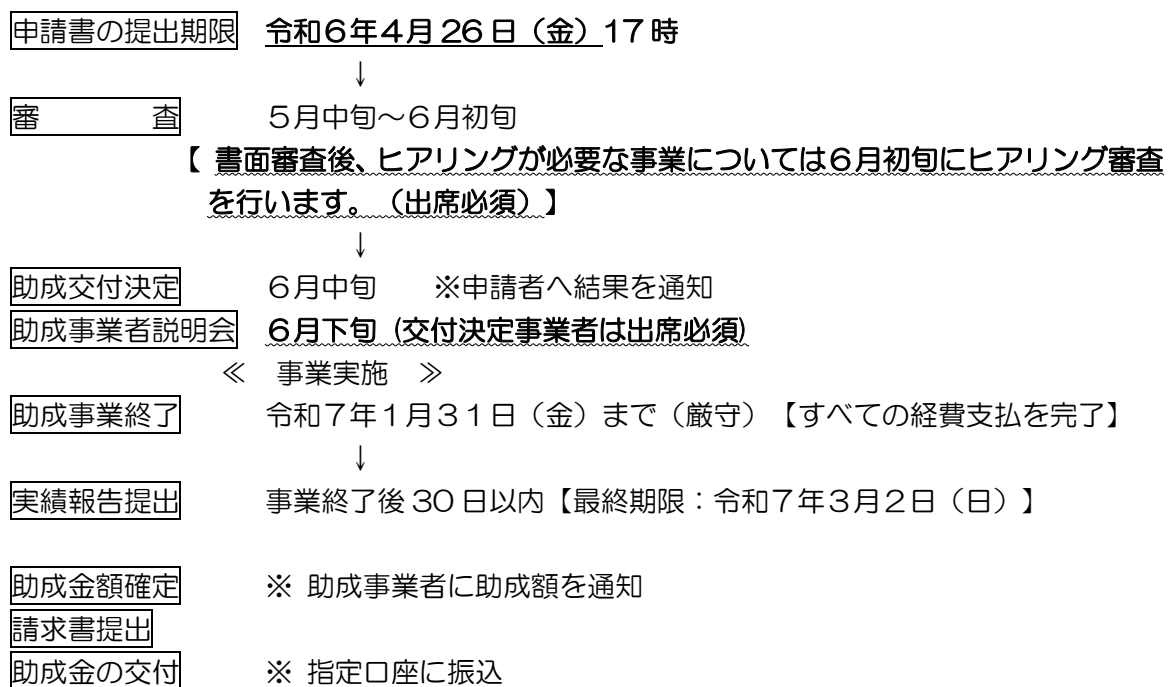 申請書の提出期限 令和6年4月26日（金）17時
↓
審 査 ５月中旬～６月初旬
【 書面審査後、ヒアリングが必要な事業については６月初旬にヒアリング審査
を行います。（出席必須）】
↓
助成交付決定 ６月中旬 ※申請者へ結果を通知
助成事業者説明会 ６月下旬（交付決定事業者は出席必須）
≪ 事業実施 ≫
助成事業終了 令和７年１月３１日（金）まで（厳守）【すべての経費支払を完了】
↓
実績報告提出 事業終了後30日以内【最終期限：令和７年３月２日（日）】
助成金額確定 ※ 助成事業者に助成額を通知
請求書提出
助成金の交付 ※ 指定口座に振込